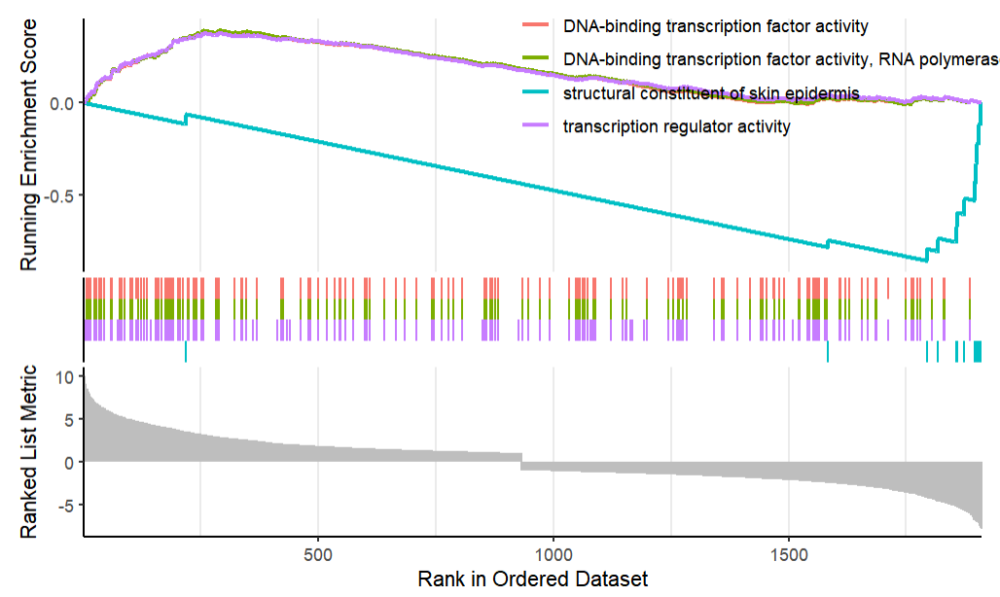 DNA-binding transcription factor activity
DNA-binding transcription factor activity, RNA polymeras
structural constituent of skin epidermis
transcription regulator activity
Running Enrichment Score
0.0
-0.5
Ranked List Metric
10
5
0
-5
500
1000
1500
Rank in Ordered Dataset